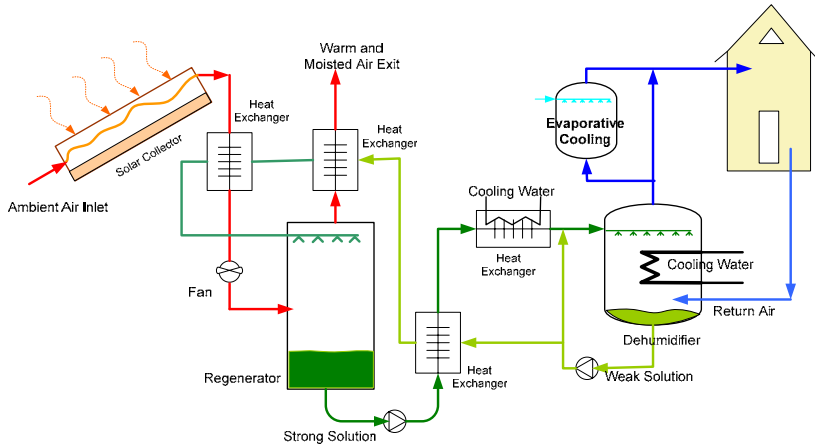 Warm and
Moisted Air Exit
Heat
Exchanger
Heat
Exchanger
Solar Collector
Ambient Air Inlet
Evaporative
Cooling
Cooling Water
Heat
Exchanger
Cooling Water
Fan
Return Air
Dehumidifier
Regenerator
Heat
Exchanger
Weak Solution
Strong Solution